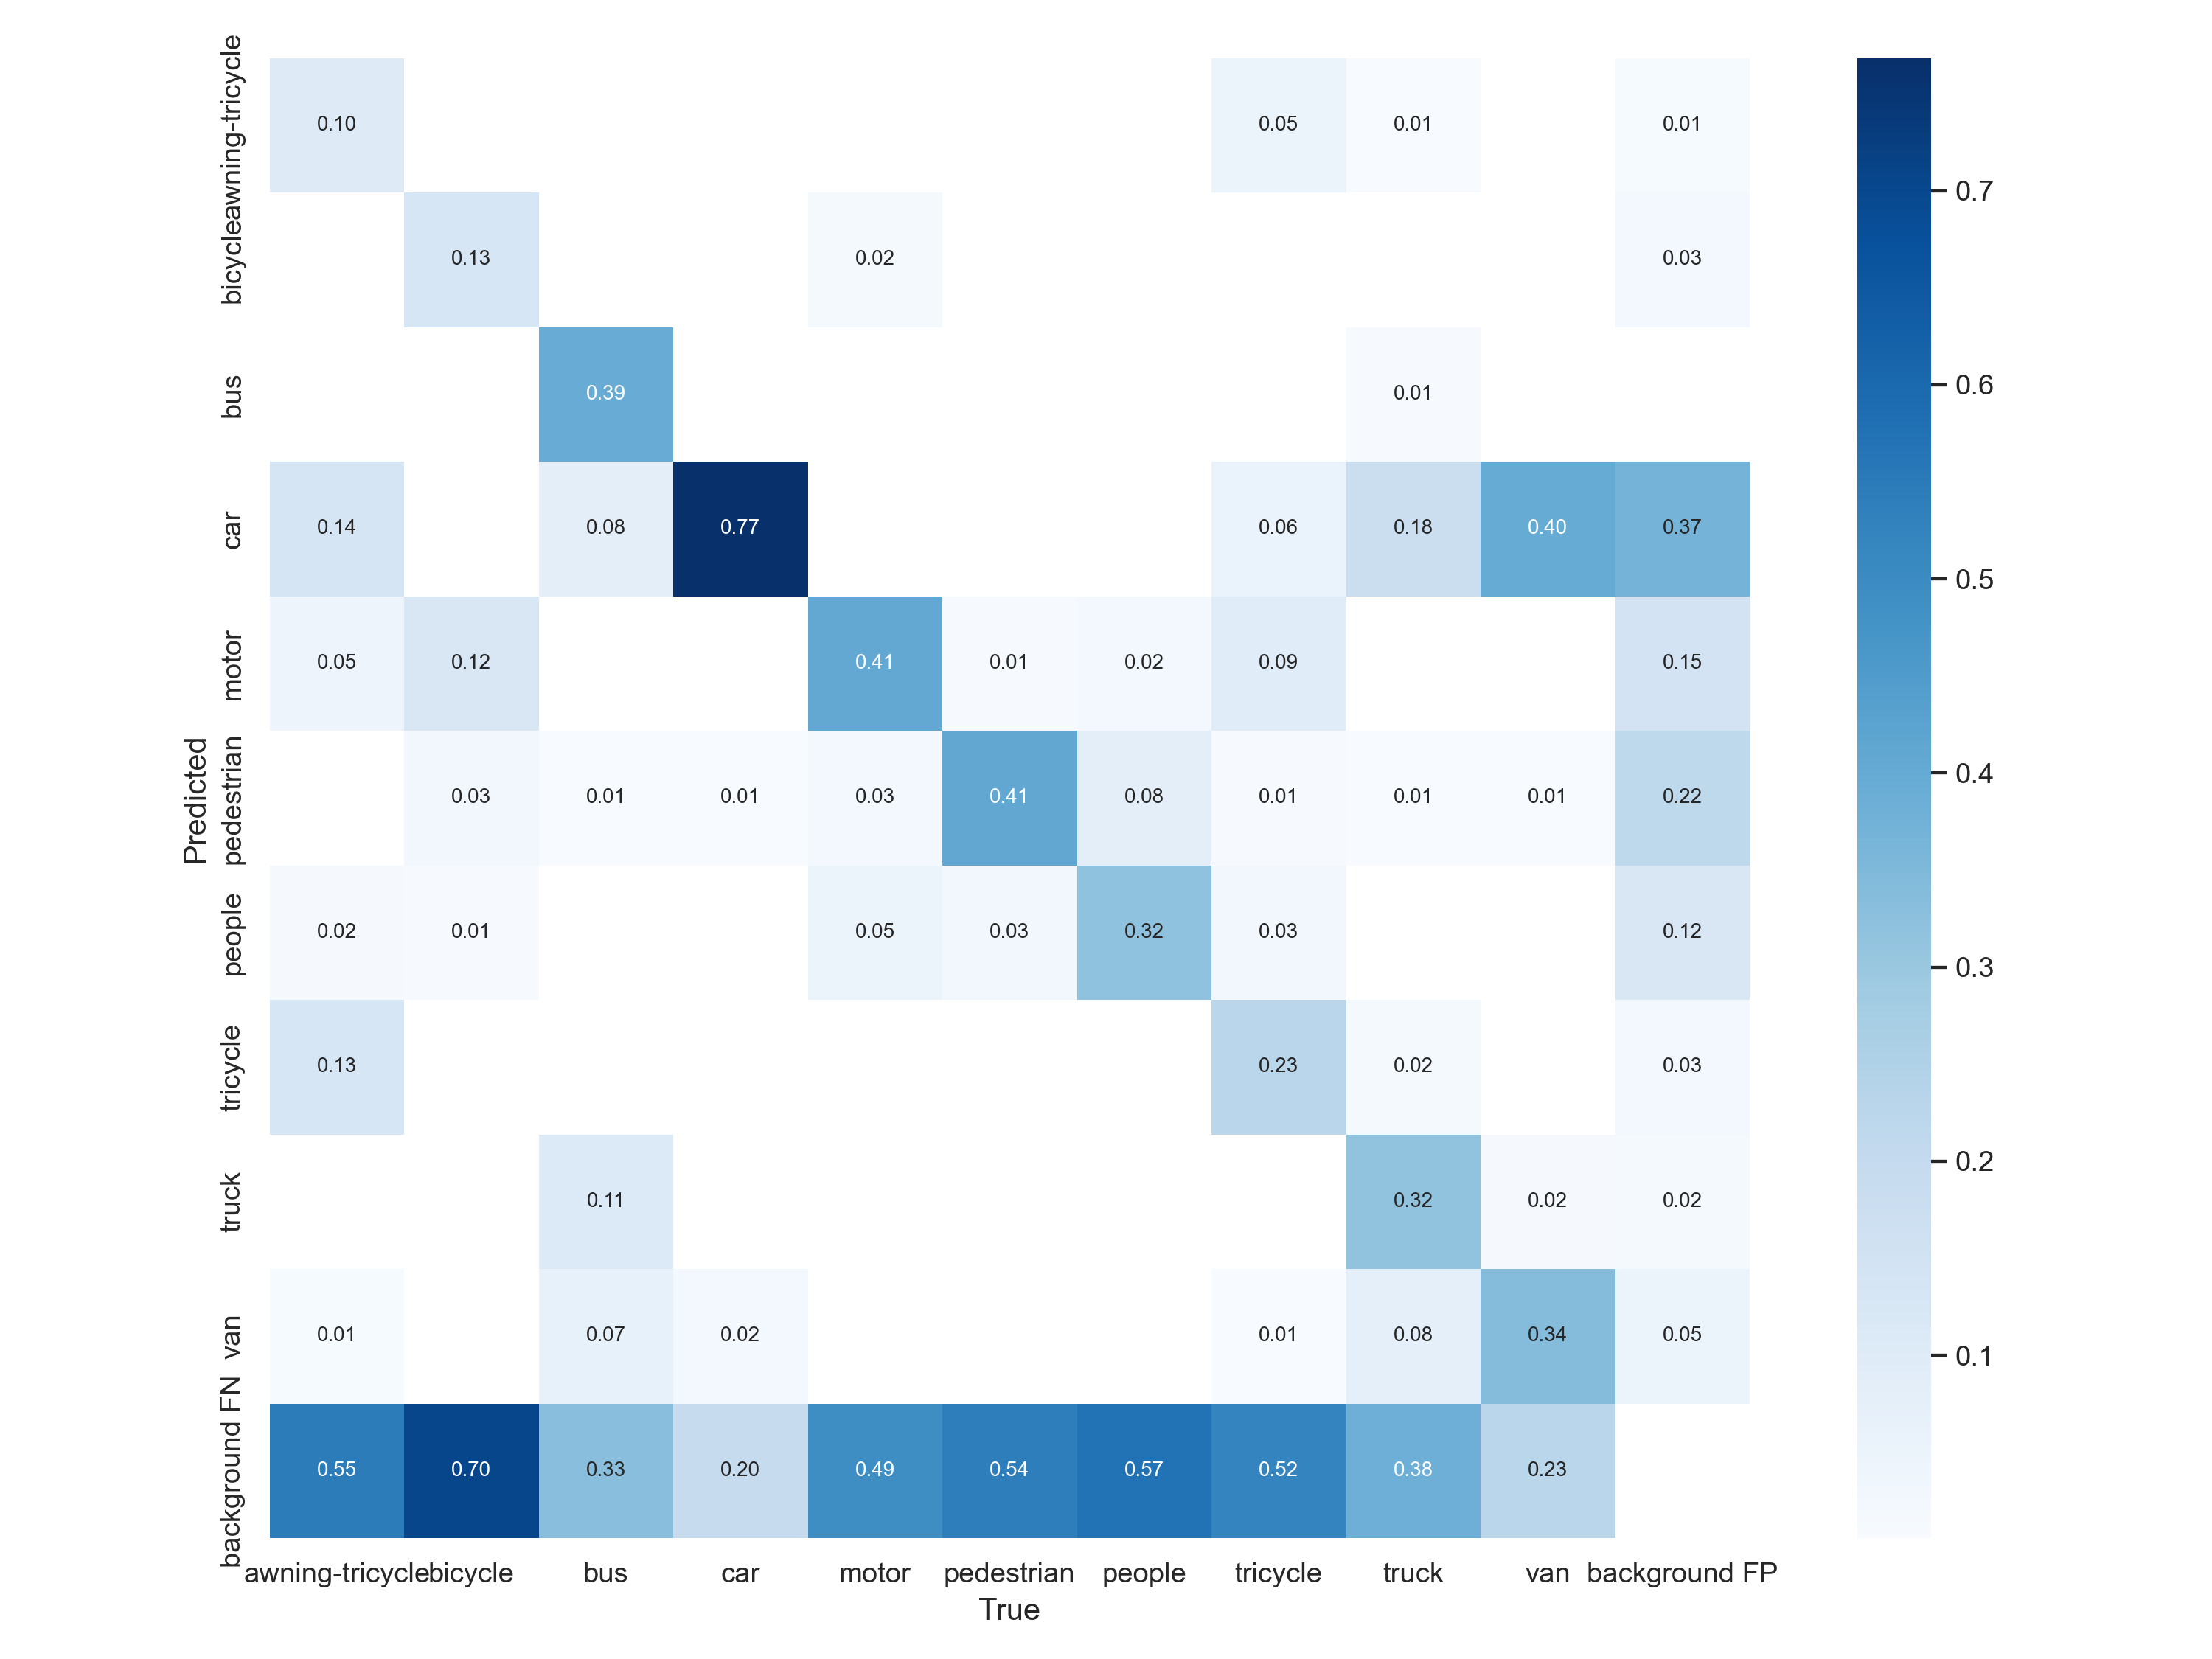 awning-tricycle 0.10 0.05 0.01 0.01
0.7
bicycle 0.13 0.02 0.03
0.6
bus 0.39 0.01
car 0.14 0.08 0.77 0.06 0.18 0.40 0.37
0.5
motor 0.05 0.12 0.41 0.01 0.02 0.09 0.15
0.4
Predicted
pedestrian 0.03 0.01 0.01 0.03 0.41 0.08 0.01 0.01 0.01 0.22
people 0.02 0.01 0.05 0.03 0.32 0.03 0.12
0.3
tricycle 0.13 0.23 0.02 0.03
0.2
truck 0.11 0.32 0.02 0.02
van 0.01 0.07 0.02 0.01 0.08 0.34 0.05
0.1
background FN 0.55 0.70 0.33 0.20 0.49 0.54 0.57 0.52 0.38 0.23
awning-tricycle bicycle bus car motor pedestrian people tricycle truck van background FP
True